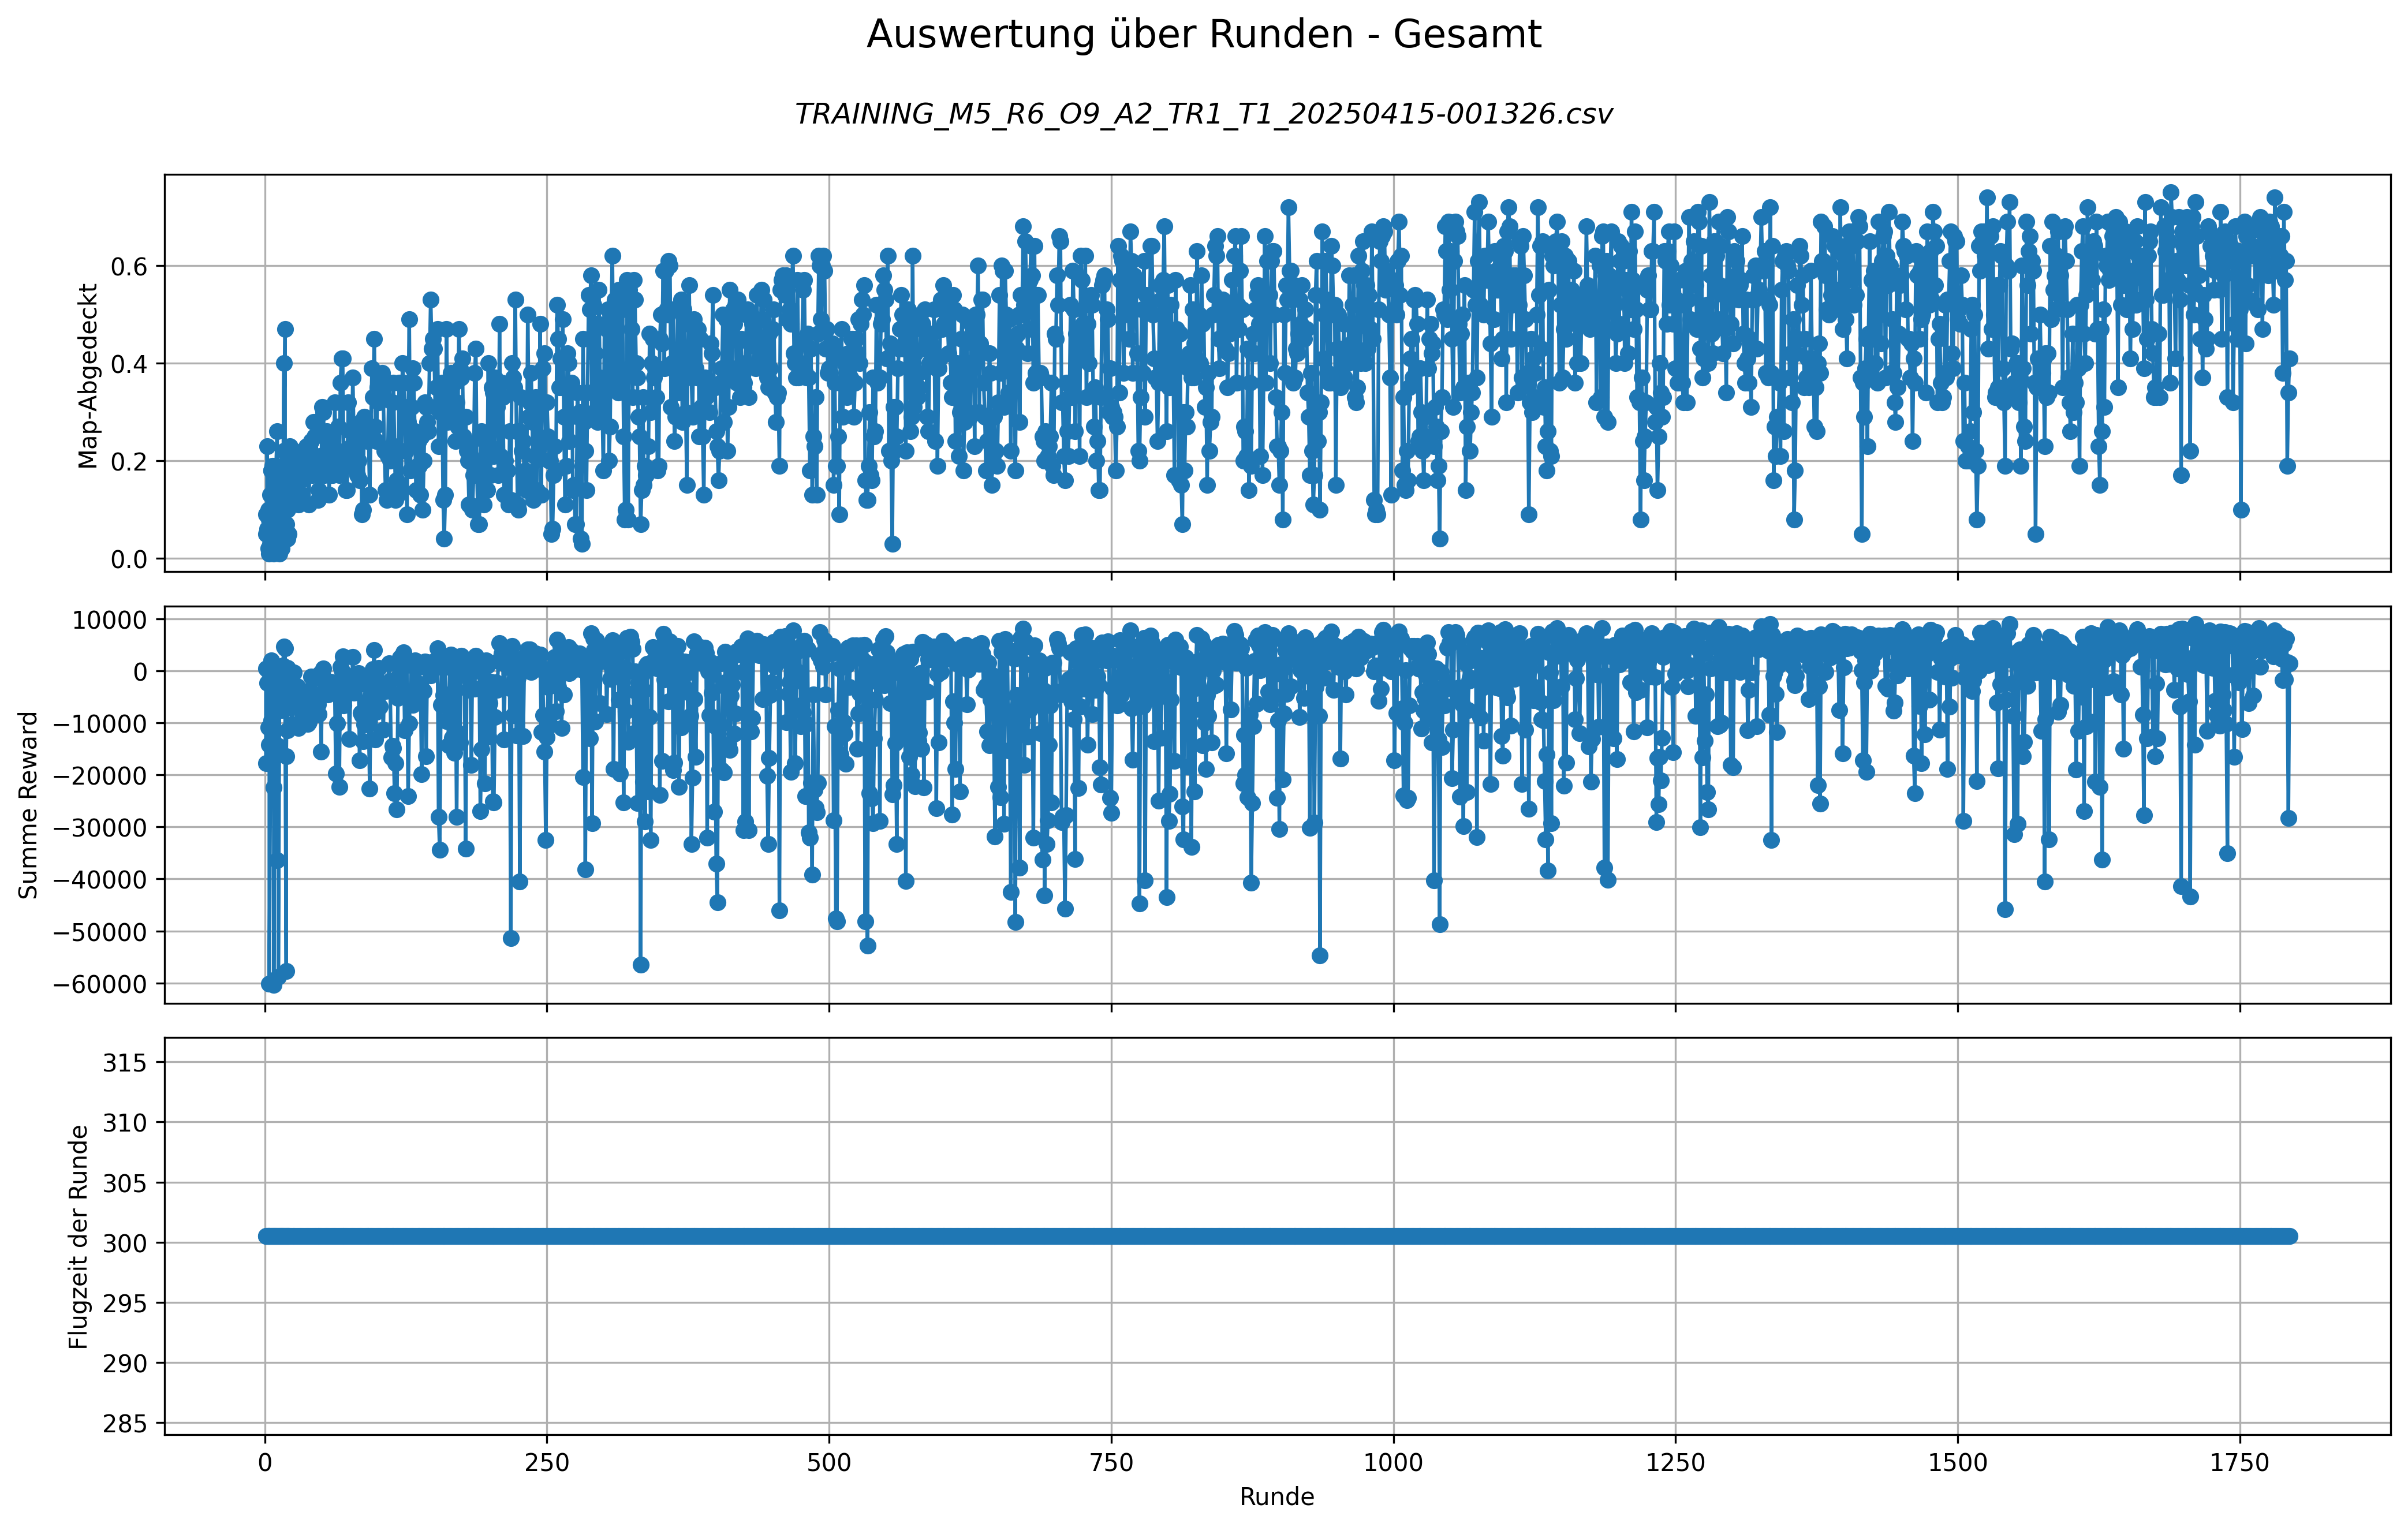 Auswertung über Runden - Gesamt
TRAINING_M5_R6_O9_A2_TR1_T1_20250415-001326.csv
Map-Abgedeckt
0.6
0.4
0.2
0.0
Summe Reward
10000
0
−10000
−20000
−30000
−40000
−50000
−60000
Flugzeit der Runde
315
310
305
300
295
290
285
0 250 500 750 1000 1250 1500 1750
Runde